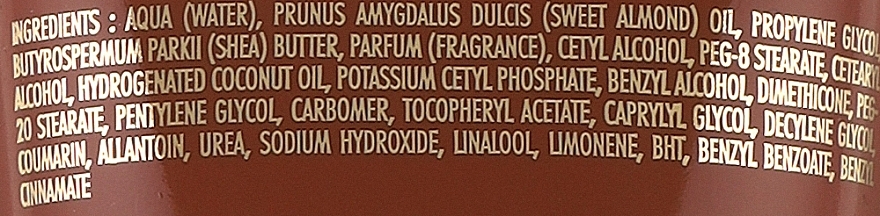 INGREDIENTS : AQUA (WATER), PRUNUS AMYGDALUS DULCIS (SWEET ALMOND) OIL, PROPYLENE GLYCOL,
BUTYROSPERMUM PARKII (SHEA) BUTTER, PARFUM (FRAGRANCE), CETYL ALCOHOL, PEG-8 STEARATE, CETEARYL
ALCOHOL, HYDROGENATED COCONUT OIL, POTASSIUM CETYL PHOSPHATE, BENZYL ALCOHOL, DIMETHICONE, PEG-
20 STEARATE, PENTYLENE GLYCOL, CARBOMER, TOCOPHERYL ACETATE, CAPRYLYL GLYCOL, DECYLENE GLYCOL,
COUMARIN, ALLANTOIN, UREA, SODIUM HYDROXIDE, LINALOOL, LIMONENE, BHT, BENZYL BENZOATE, BENZYL
CINNAMATE